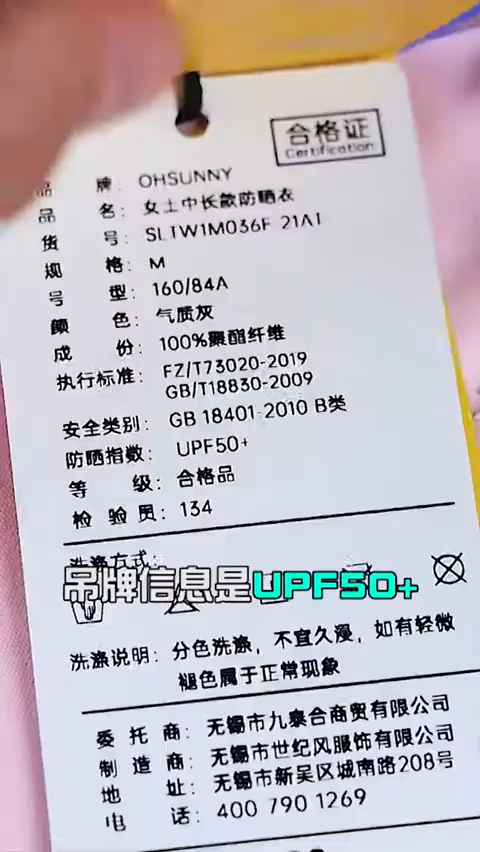 合格证
Certification
品 牌: OHSUNNY
品 名: 女士中长款防晒衣
货 号: SLTW1M036F 21A1
规 格: M
号 型: 160/84A
颜 色: 气质灰
成 份: 100%聚酯纤维
执行标准: FZ/T73020-2019
GB/T18830-2009
安全类别: GB 18401-2010 B类
防晒指数: UPF50+
等 级: 合格品
检 验 员: 134
洗涤方式:
吊牌信息是UPF50+
洗涤说明: 分色洗涤, 不宜久浸, 如有轻微
褪色属于正常现象
委 托 商: 无锡市九泰合商贸有限公司
制 造 商: 无锡市世纪风服饰有限公司
地 址: 无锡市新吴区城南路208号
电 话: 400 790 1269